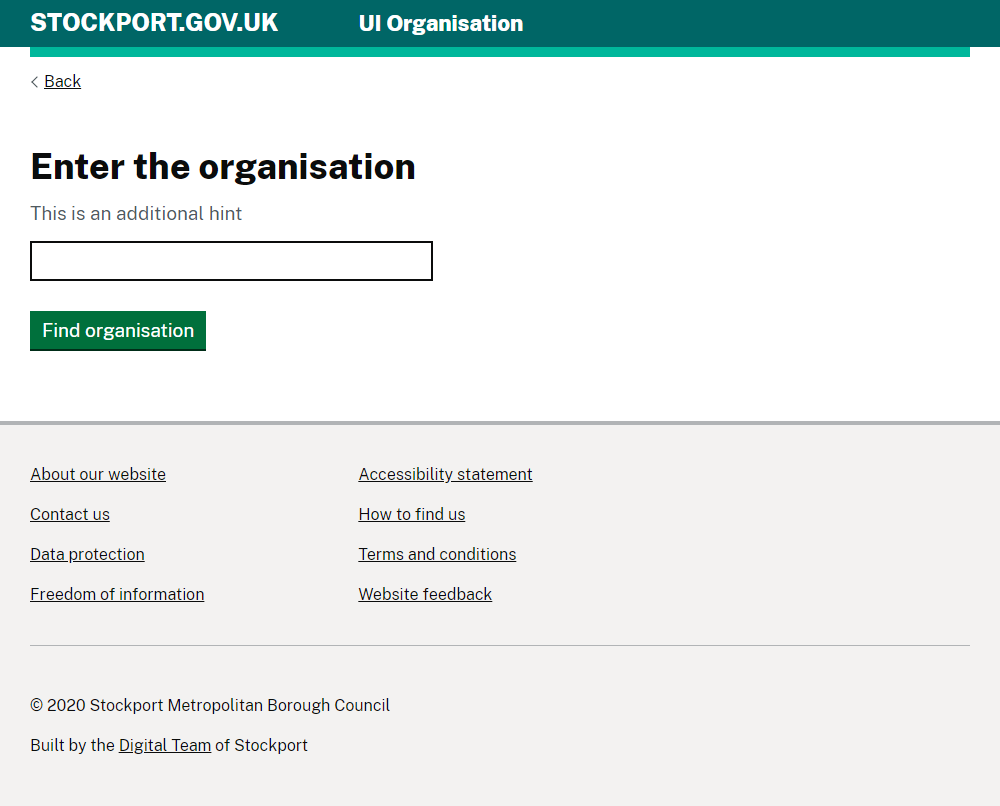 STOCKPORT.GOV.UK UI Organisation
Back
Enter the organisation
This is an additional hint
Find organisation
About our website Accessibility statement
Contact us How to find us
Data protection Terms and conditions
Freedom of information Website feedback
© 2020 Stockport Metropolitan Borough Council
Built by the Digital Team of Stockport